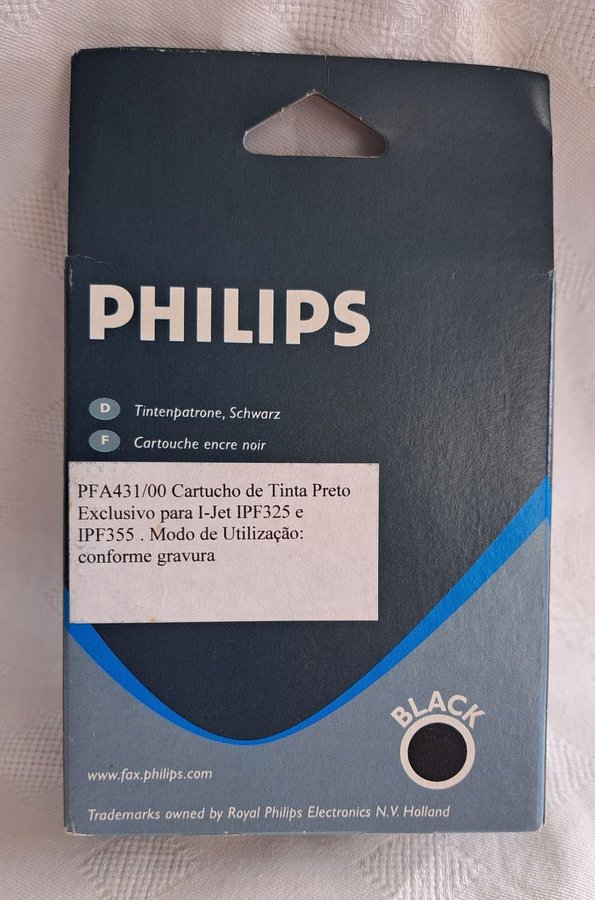 PHILIPS
D Tintenpatrone, Schwarz
F Cartouche encre noir
PFA431/00 Cartucho de Tinta Preto
Exclusivo para I-Jet IPF325 e
IPF355 . Modo de Utilização:
conforme gravura
BLACK
www.fax.philips.com
Trademarks owned by Royal Philips Electronics N.V. Holland